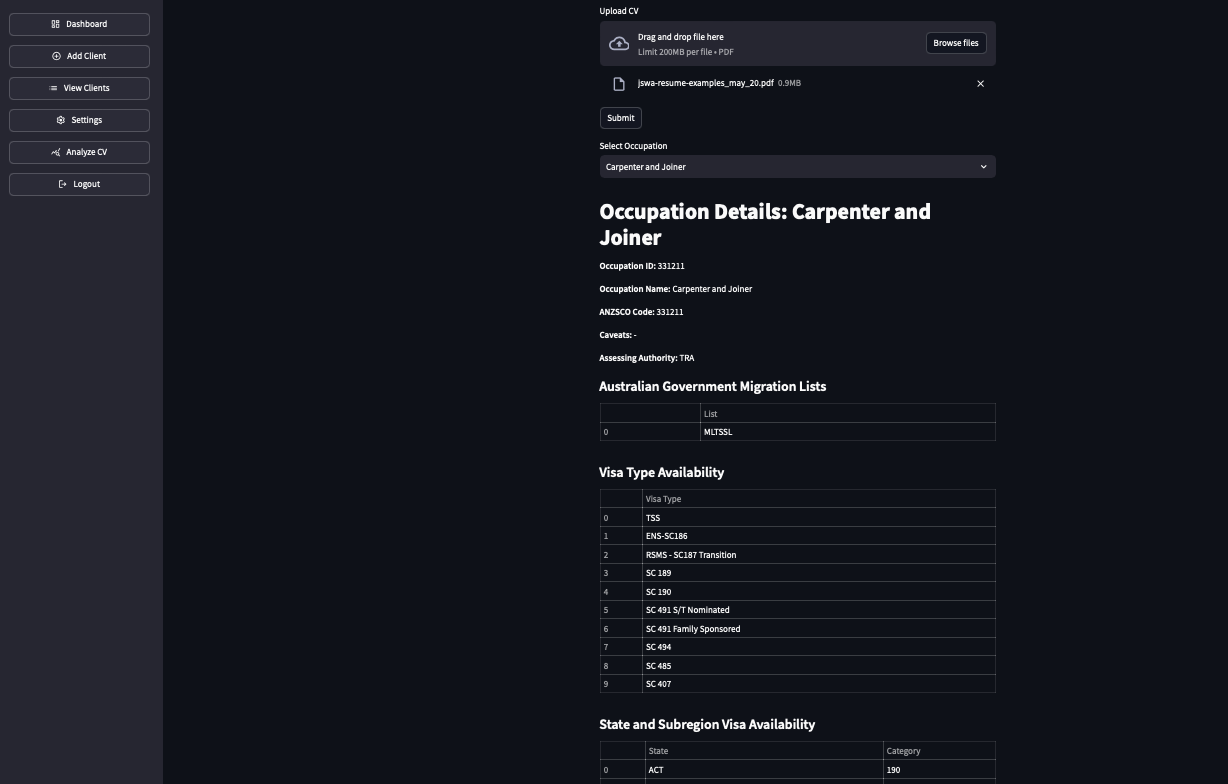 Dashboard
Add Client
View Clients
Settings
Analyze CV
Logout
Upload CV
Drag and drop file here
Limit 200MB per file • PDF
Browse files
jswa-resume-examples_may_20.pdf 0.9MB
Submit
Select Occupation
Carpenter and Joiner
Occupation Details: Carpenter and
Joiner
Occupation ID: 331211
Occupation Name: Carpenter and Joiner
ANZSCO Code: 331211
Caveats: -
Assessing Authority: TRA
Australian Government Migration Lists
List
0 MLTSSL
Visa Type Availability
Visa Type
0 TSS
1 ENS-SC186
2 RSMS - SC187 Transition
3 SC 189
4 SC 190
5 SC 491 S/T Nominated
6 SC 491 Family Sponsored
7 SC 494
8 SC 485
9 SC 407
State and Subregion Visa Availability
State Category
0 ACT 190